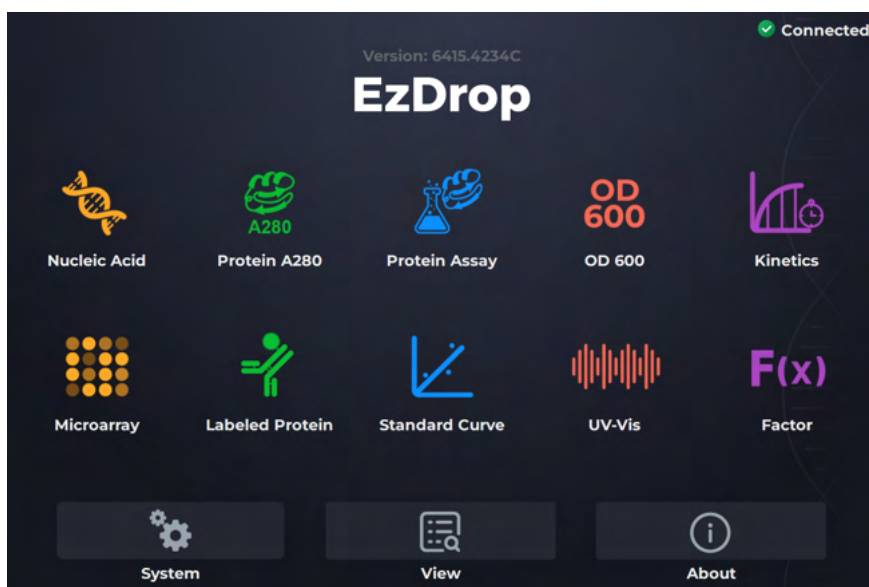 Connected
Version: 6415.4234C
EzDrop
A280
OD
600
Nucleic Acid
Protein A280
Protein Assay
OD 600
Kinetics
F(x)
Microarray
Labeled Protein
Standard Curve
UV-Vis
Factor
System
View
About